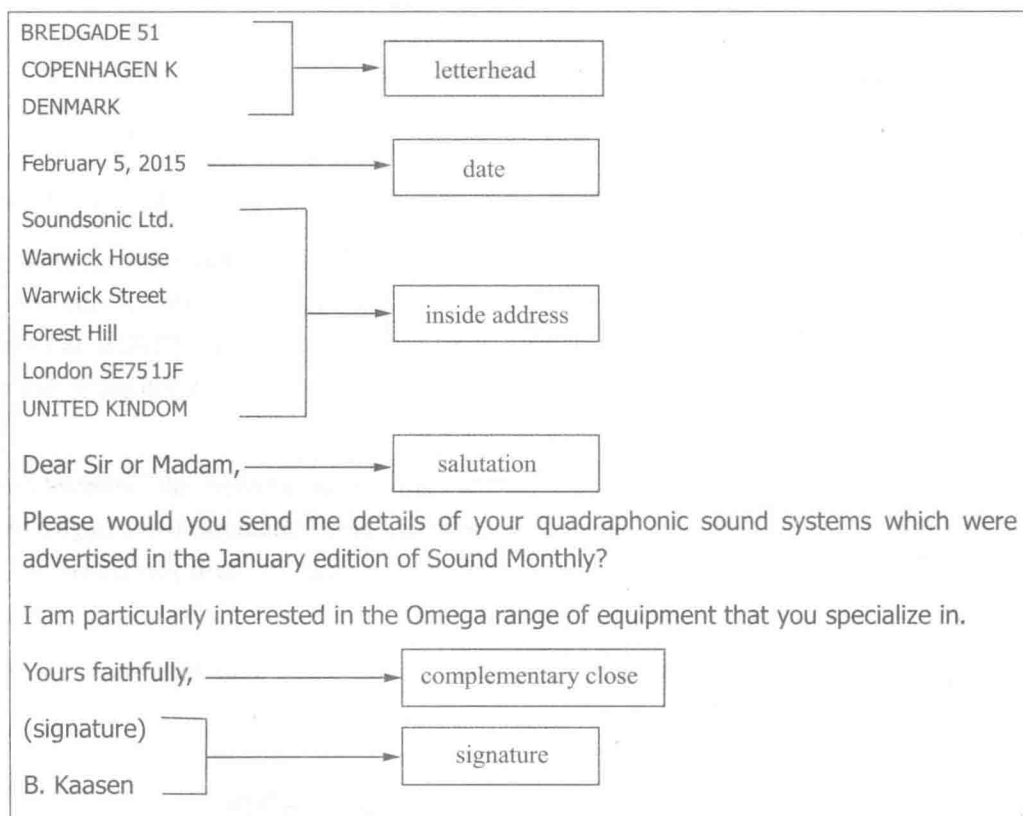 BREDGADE 51
COPENHAGEN K
letterhead
DENMARK
February 5, 2015
date
Soundsonic Ltd.
Warwick House
Warwick Street
inside address
Forest Hill
London SE75 1JF
UNITED KINDOM
Dear Sir or Madam,
salutation
Please would you send me details of your quadraphonic sound systems which were
advertised in the January edition of Sound Monthly?
I am particularly interested in the Omega range of equipment that you specialize in.
Yours faithfully,
complementary close
(signature)
signature
B. Kaasen